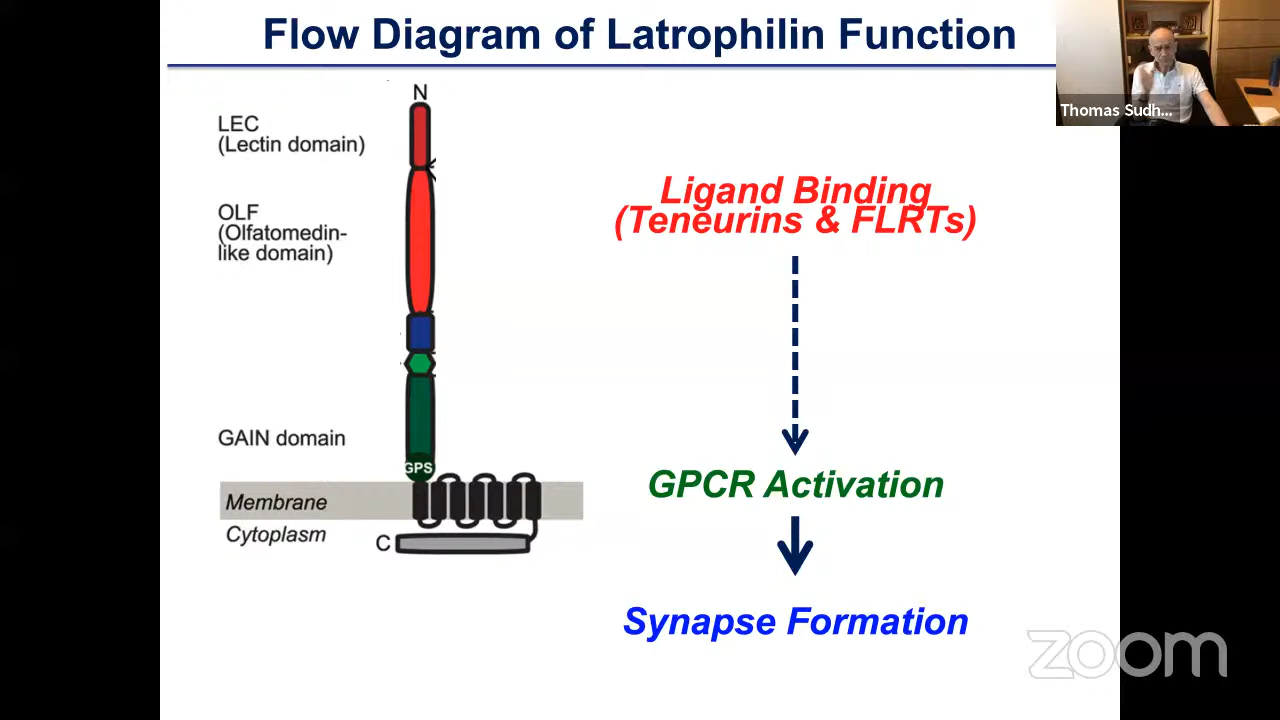 Flow Diagram of Latrophilin Function
Thomas Sudh...
N
LEC
(Lectin domain)
OLF
(Olfatomedin-
like domain)
GAIN domain
GPS
Membrane
Cytoplasm
C
Ligand Binding
(Teneurins & FLRTs)
GPCR Activation
Synapse Formation
zoom